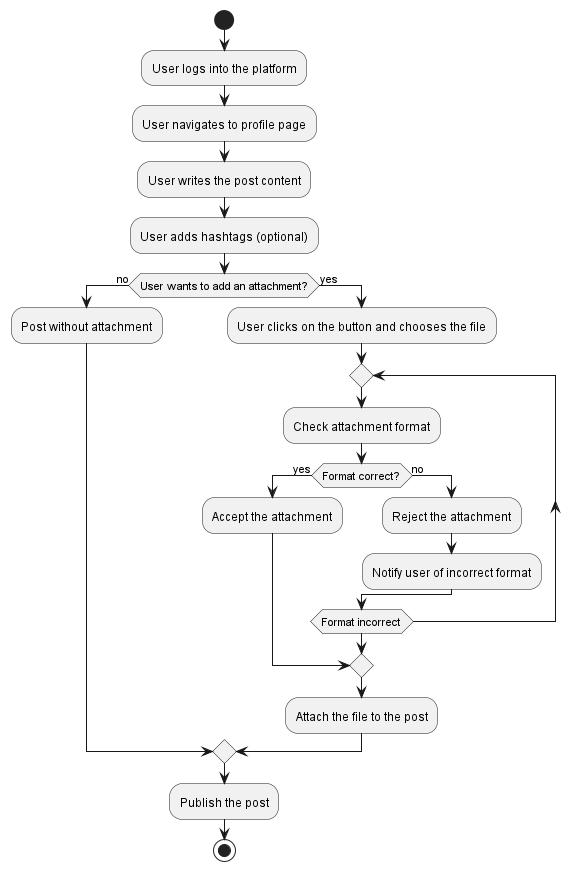 User logs into the platform
User navigates to profile page
User writes the post content
User adds hashtags (optional)
no
User wants to add an attachment?
yes
Post without attachment
User clicks on the button and chooses the file
Check attachment format
yes
Format correct?
no
Accept the attachment
Reject the attachment
Notify user of incorrect format
Format incorrect
Attach the file to the post
Publish the post